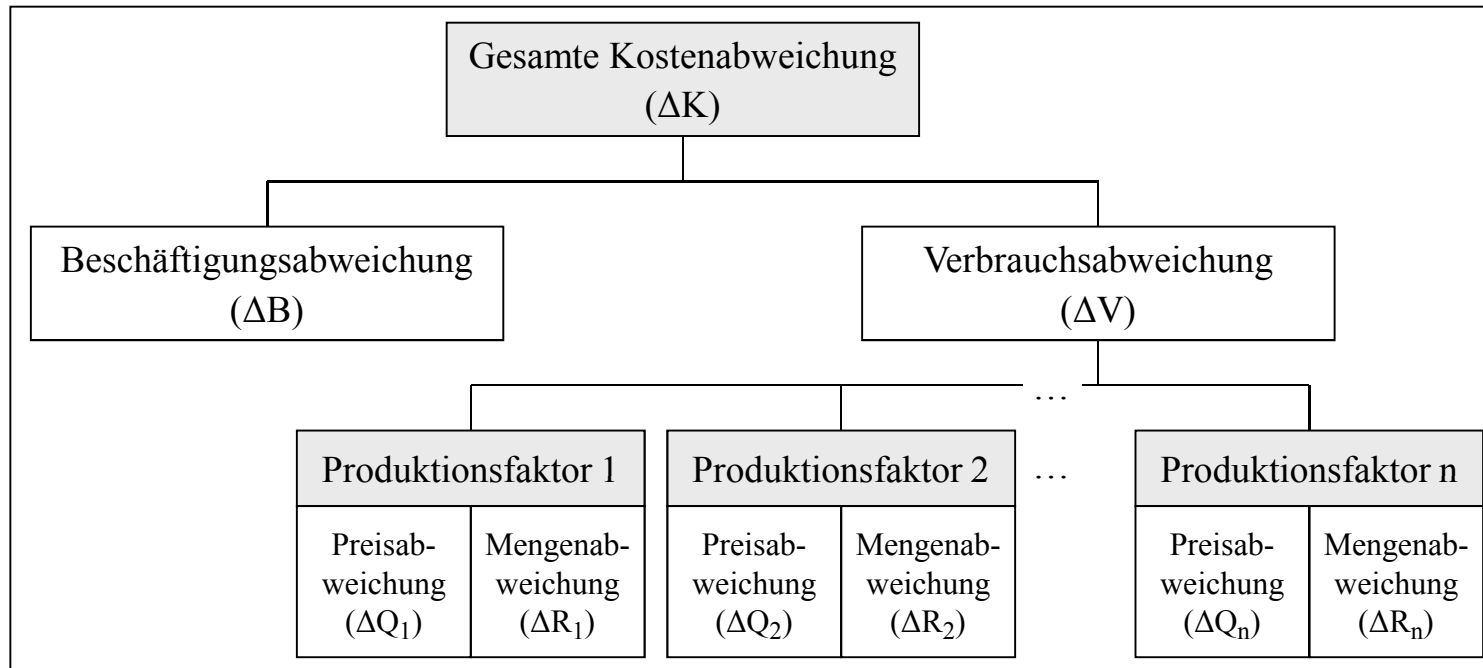 Gesamte Kostenabweichung
(ΔK)
Beschäftigungsabweichung
(ΔB)
Verbrauchsabweichung
(ΔV)
…
Produktionsfaktor 1
Produktionsfaktor 2
…
Produktionsfaktor n
Preisab-
weichung
(ΔQ₁)
Mengenab-
weichung
(ΔR₁)
Preisab-
weichung
(ΔQ₂)
Mengenab-
weichung
(ΔR₂)
Preisab-
weichung
(ΔQₙ)
Mengenab-
weichung
(ΔRₙ)